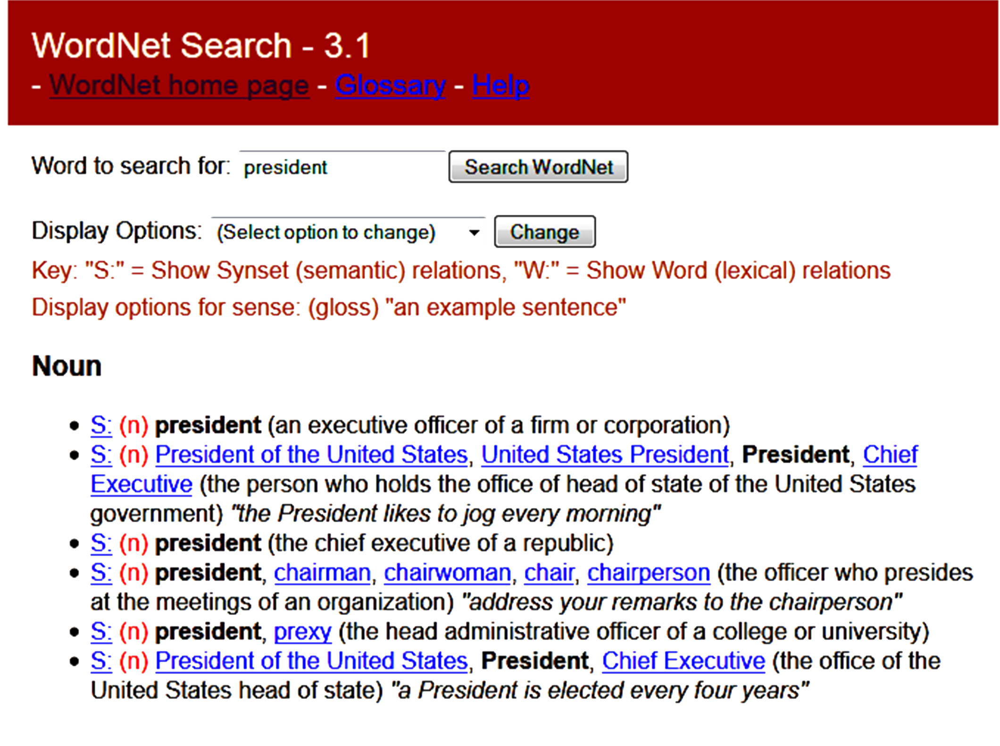 WordNet Search - 3.1
- WordNet home page - Glossary - Help
Word to search for: president Search WordNet
Display Options: (Select option to change) Change
Key: "S:" = Show Synset (semantic) relations, "W:" = Show Word (lexical) relations
Display options for sense: (gloss) "an example sentence"
Noun
• S: (n) president (an executive officer of a firm or corporation)
• S: (n) President of the United States, United States President, President, Chief
Executive (the person who holds the office of head of state of the United States
government) "the President likes to jog every morning"
• S: (n) president (the chief executive of a republic)
• S: (n) president, chairman, chairwoman, chair, chairperson (the officer who presides
at the meetings of an organization) "address your remarks to the chairperson"
• S: (n) president, prexy (the head administrative officer of a college or university)
• S: (n) President of the United States, President, Chief Executive (the office of the
United States head of state) "a President is elected every four years"